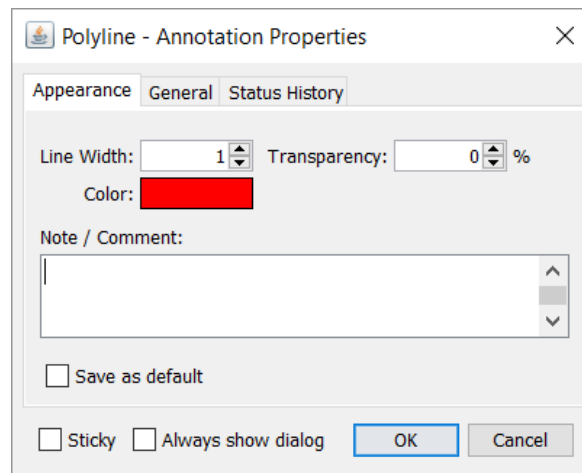 Polyline - Annotation Properties
Appearance General Status History
Line Width: 1 Transparency: 0 %
Color:
Note / Comment:
Save as default
Sticky Always show dialog OK Cancel